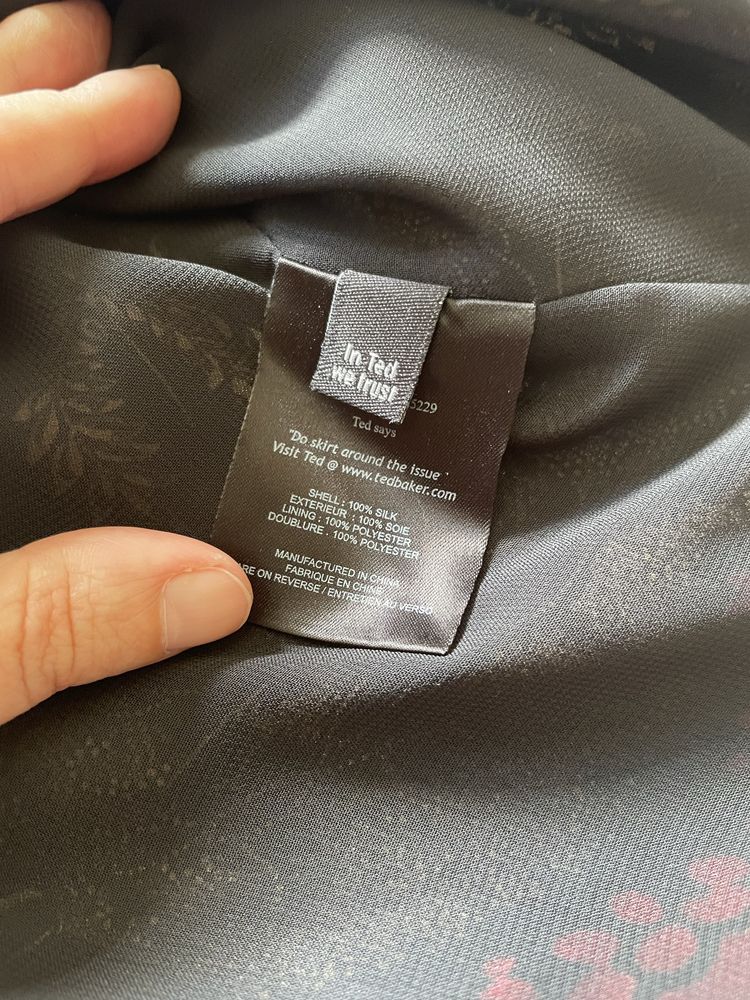 In Ted
we trust
5229
Ted says
"Do skirt around the issue '
Visit Ted @ www.tedbaker.com
SHELL : 100% SILK
EXTERIEUR : 100% SOIE
LINING : 100% POLYESTER
DOUBLURE . 100% POLYESTER
MANUFACTURED IN CHINA
FABRIQUE EN CHINE
ON REVERSE / ENTRETIEN AU VERSO